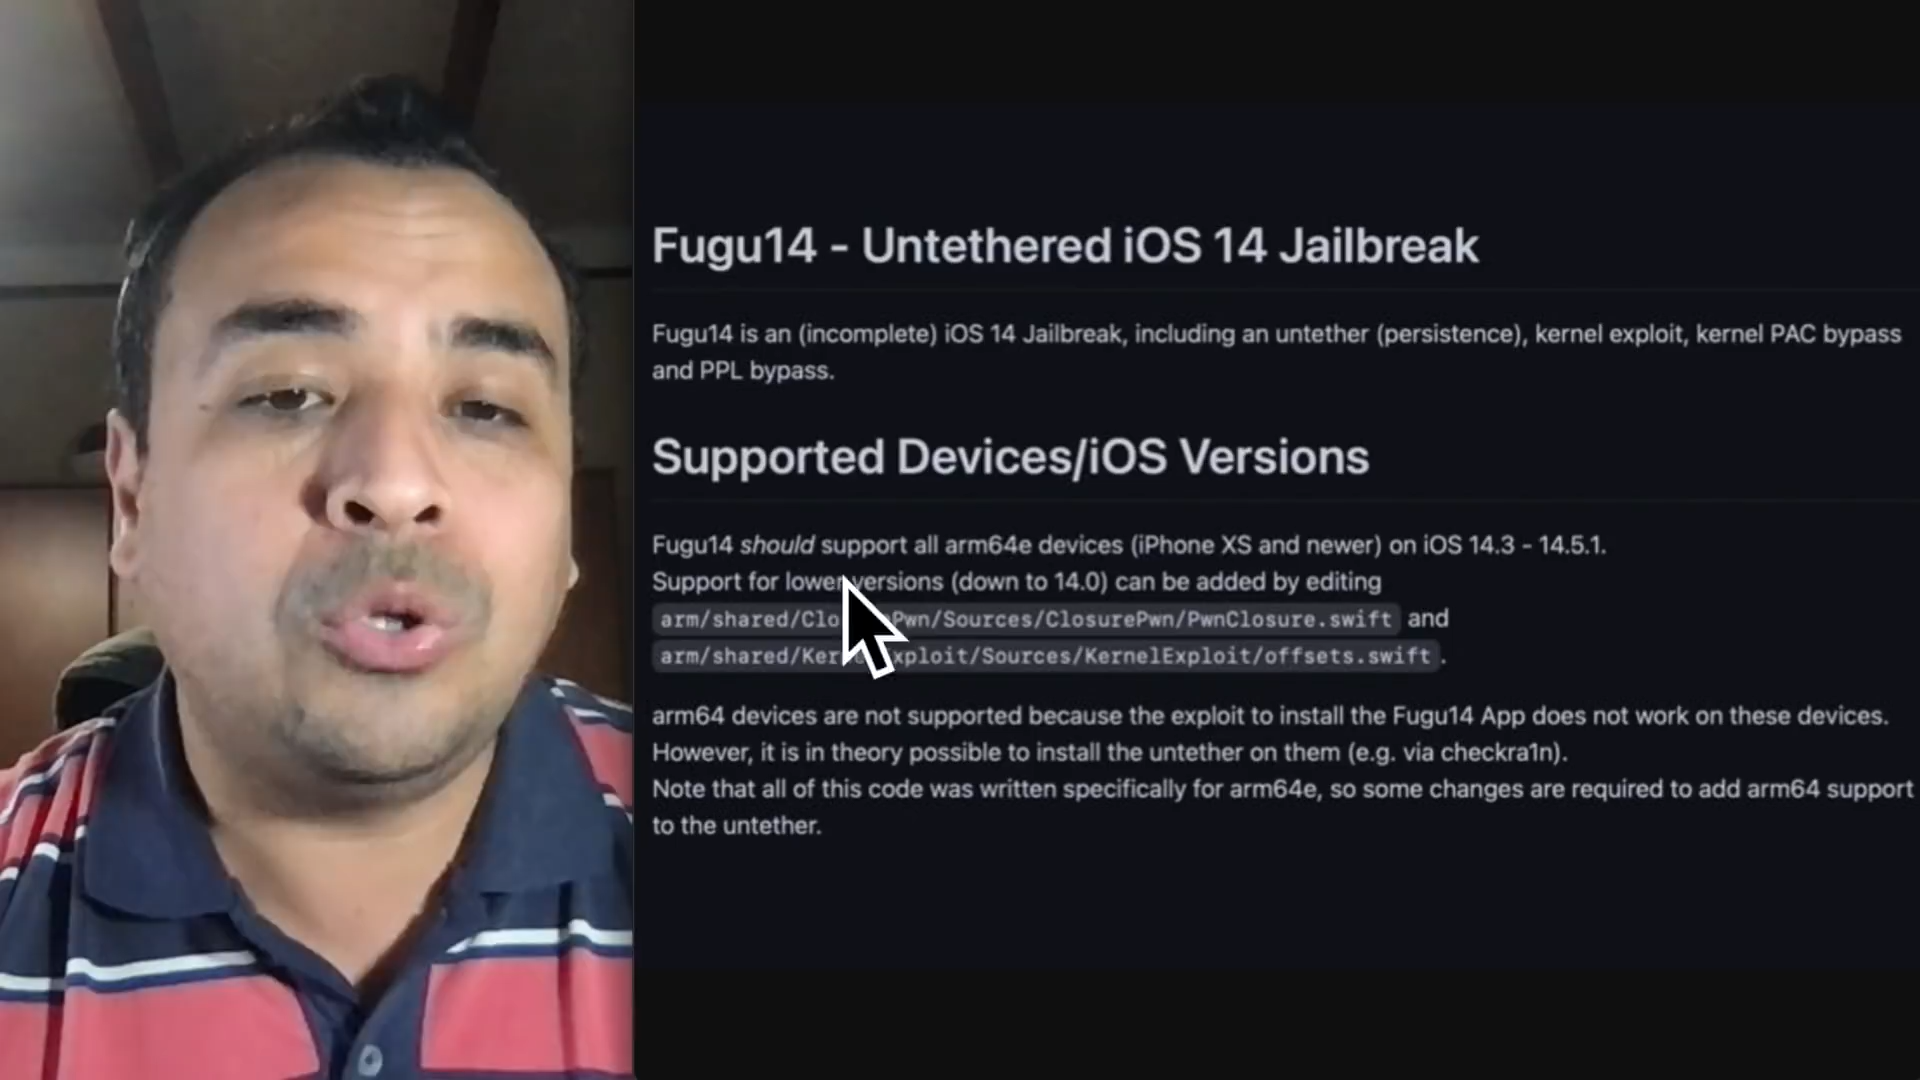 Fugu14 - Untethered iOS 14 Jailbreak
Fugu14 is an (incomplete) iOS 14 Jailbreak, including an untether (persistence), kernel exploit, kernel PAC bypass
and PPL bypass.
Supported Devices/iOS Versions
Fugu14 should support all arm64e devices (iPhone XS and newer) on iOS 14.3 - 14.5.1.
Support for lower versions (down to 14.0) can be added by editing
arm/shared/ClosurePwn/Sources/ClosurePwn/PwnClosure.swift and
arm/shared/KernelExploit/Sources/KernelExploit/offsets.swift.
arm64 devices are not supported because the exploit to install the Fugu14 App does not work on these devices.
However, it is in theory possible to install the untether on them (e.g. via checkra1n).
Note that all of this code was written specifically for arm64e, so some changes are required to add arm64 support
to the untether.